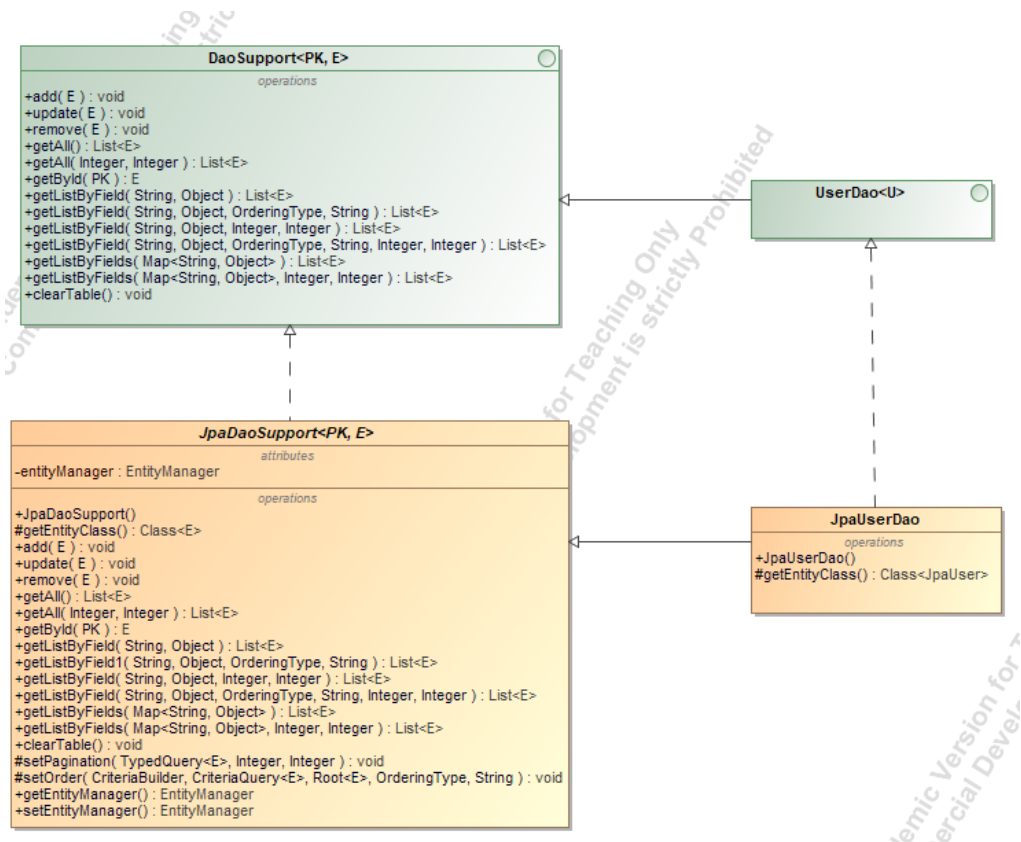 DaoSupport<PK, E>
operations
+add( E ) : void
+update( E ) : void
+remove( E ) : void
+getAll() : List<E>
+getAll( Integer, Integer ) : List<E>
+getById( PK ) : E
+getListByField( String, Object ) : List<E>
+getListByField( String, Object, OrderingType, String ) : List<E>
+getListByField( String, Object, Integer, Integer ) : List<E>
+getListByField( String, Object, OrderingType, String, Integer, Integer ) : List<E>
+getListByFields( Map<String, Object> ) : List<E>
+getListByFields( Map<String, Object>, Integer, Integer ) : List<E>
+clearTable() : void
UserDao<U>
JpaDaoSupport<PK, E>
attributes
-entityManager : EntityManager
operations
+JpaDaoSupport()
#getEntityClass() : Class<E>
+add( E ) : void
+update( E ) : void
+remove( E ) : void
+getAll() : List<E>
+getAll( Integer, Integer ) : List<E>
+getById( PK ) : E
+getListByField( String, Object ) : List<E>
+getListByField1( String, Object, OrderingType, String ) : List<E>
+getListByField( String, Object, Integer, Integer ) : List<E>
+getListByField( String, Object, OrderingType, String, Integer, Integer ) : List<E>
+getListByFields( Map<String, Object> ) : List<E>
+getListByFields( Map<String, Object>, Integer, Integer ) : List<E>
+clearTable() : void
#setPagination( TypedQuery<E>, Integer, Integer ) : void
#setOrder( CriteriaBuilder, CriteriaQuery<E>, Root<E>, OrderingType, String ) : void
+getEntityManager() : EntityManager
+setEntityManager() : EntityManager
JpaUserDao
operations
+JpaUserDao()
#getEntityClass() : Class<JpaUser>
for Teaching Only
is strictly Prohibited
Version for